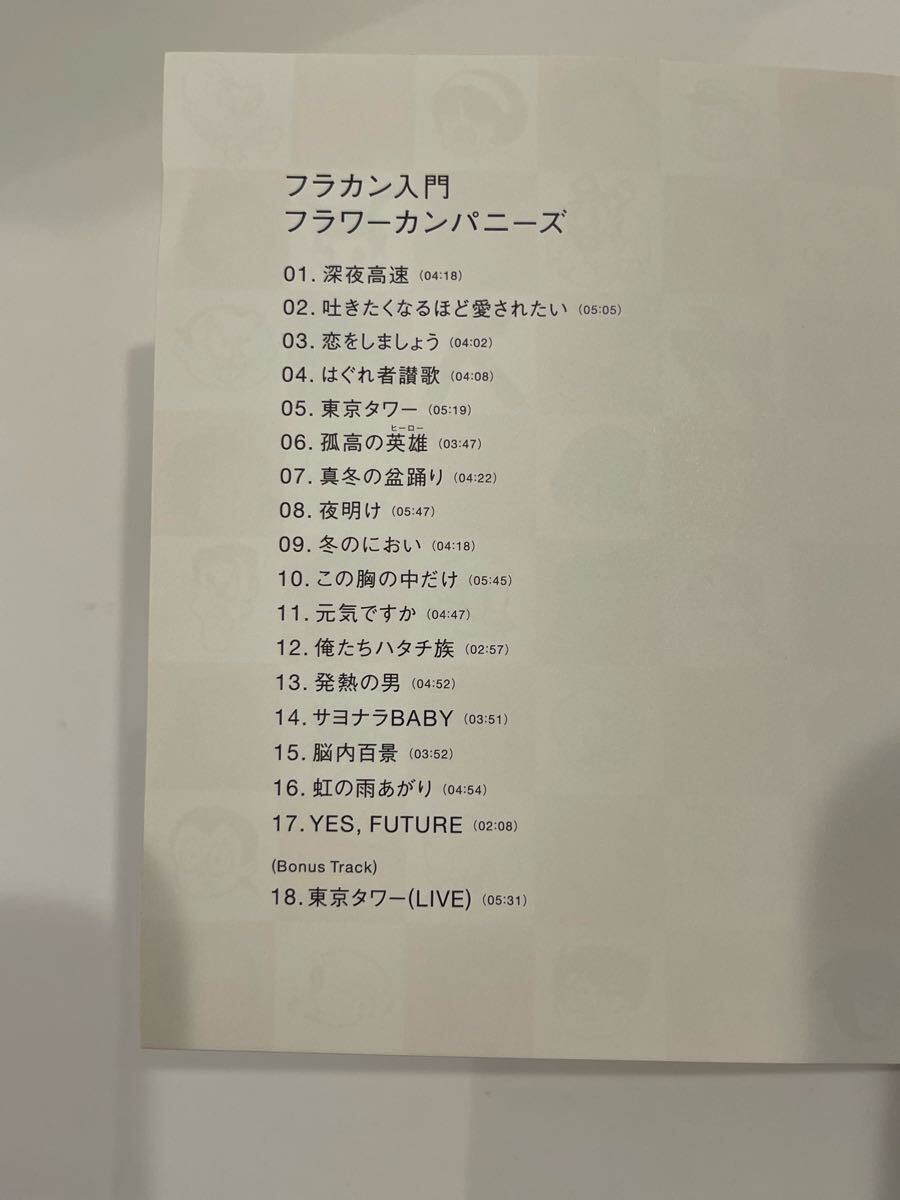 フラカン入門
フラワーカンパニーズ
01. 深夜高速 (04:18)
02. 吐きたくなるほど愛されたい (05:05)
03. 恋をしましょう (04:02)
04. はぐれ者讃歌 (04:08)
05. 東京タワー (05:19)
ヒーロー
06. 孤高の英雄 (03:47)
07. 真冬の盆踊り (04:22)
08. 夜明け (05:47)
09. 冬のにおい (04:18)
10. この胸の中だけ (05:45)
11. 元気ですか (04:47)
12. 俺たちハタチ族 (02:57)
13. 発熱の男 (04:52)
14. サヨナラBABY (03:51)
15. 脳内百景 (03:52)
16. 虹の雨あがり (04:54)
17. YES, FUTURE (02:08)
(Bonus Track)
18. 東京タワー(LIVE) (05:31)